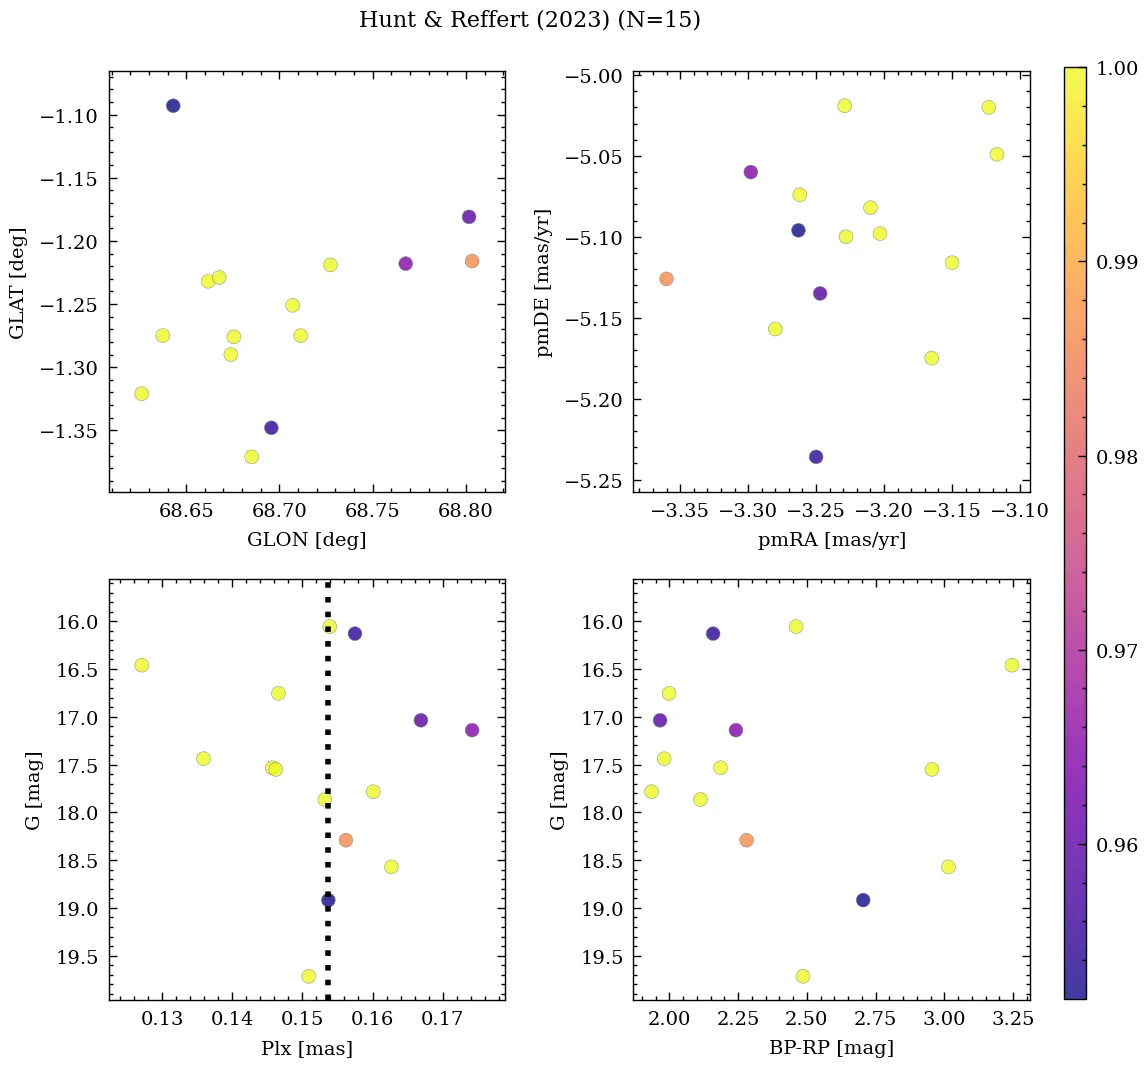 Hunt & Reffert (2023) (N=15)
−1.10
−1.15
−1.20
−1.25
−1.30
−1.35
GLAT [deg]
68.65 68.70 68.75 68.80
GLON [deg]
−5.00
−5.05
−5.10
−5.15
−5.20
−5.25
pmDE [mas/yr]
−3.35 −3.30 −3.25 −3.20 −3.15 −3.10
pmRA [mas/yr]
1.00
0.99
0.98
0.97
0.96
16.0
16.5
17.0
17.5
18.0
18.5
19.0
19.5
G [mag]
0.13 0.14 0.15 0.16 0.17
Plx [mas]
16.0
16.5
17.0
17.5
18.0
18.5
19.0
19.5
G [mag]
2.00 2.25 2.50 2.75 3.00 3.25
BP-RP [mag]